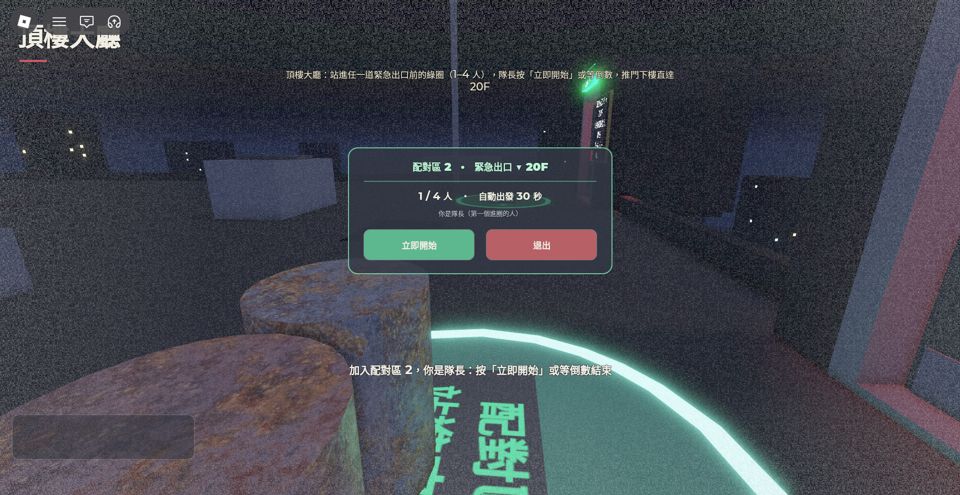 頂樓大廳
頂樓大廳：站進任一道緊急出口前的綠圈（1–4 人），隊長按「立即開始」或等倒數，推門下樓直達
20F
配對區 2 • 緊急出口 ▼ 20F
1 / 4 人 • 自動出發 30 秒
你是隊長（第一個進圈的人）
立即開始
退出
加入配對區 2，你是隊長：按「立即開始」或等倒數結束
配對